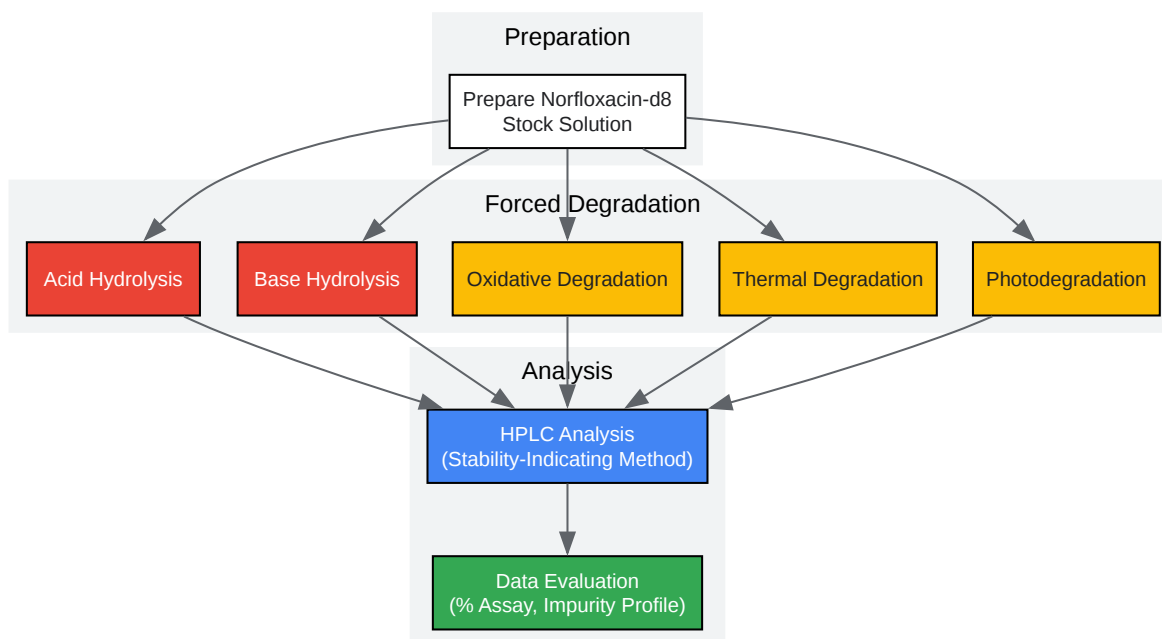 Preparation
Prepare Norfloxacin-d8
Stock Solution
Forced Degradation
Acid Hydrolysis
Base Hydrolysis
Oxidative Degradation
Thermal Degradation
Photodegradation
Analysis
HPLC Analysis
(Stability-Indicating Method)
Data Evaluation
(% Assay, Impurity Profile)